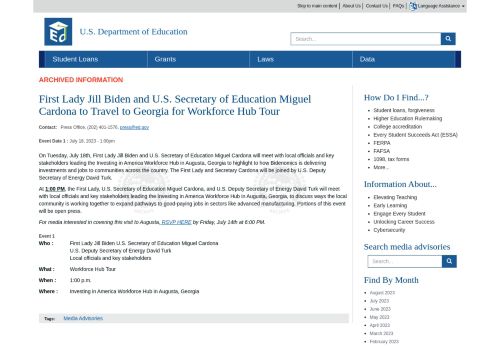 Skip to main content | About Us | Contact Us | FAQs | Language Assistance
U.S. Department of Education
Search...
Student Loans Grants Laws Data
ARCHIVED INFORMATION
First Lady Jill Biden and U.S. Secretary of Education Miguel
Cardona to Travel to Georgia for Workforce Hub Tour
Contact: Press Office, (202) 401-1576, press@ed.gov
Event Date 1 : July 18, 2023 - 1:00pm
On Tuesday, July 18th, First Lady Jill Biden and U.S. Secretary of Education Miguel Cardona will meet with local officials and key
stakeholders leading the Investing in America Workforce Hub in Augusta, Georgia to highlight to how Bidenomics is delivering
investments and jobs to communities across the country. The First Lady and Secretary Cardona will be joined by U.S. Deputy
Secretary of Energy David Turk.
At 1:00 PM, the First Lady, U.S. Secretary of Education Miguel Cardona, and U.S. Deputy Secretary of Energy David Turk will meet
with local officials and key stakeholders leading the Investing in America Workforce Hub in Augusta, Georgia, to discuss ways the local
community is working together to expand pathways to good-paying jobs in sectors like advanced manufacturing. Portions of this event
will be open press.
For media interested in covering this visit to Augusta, RSVP HERE by Friday, July 14th at 6:00 PM.
Event 1
Who : First Lady Jill Biden U.S. Secretary of Education Miguel Cardona
U.S. Deputy Secretary of Energy David Turk
Local officials and key stakeholders
What : Workforce Hub Tour
When : 1:00 p.m.
Where : Investing in America Workforce Hub in Augusta, Georgia
Tags: Media Advisories
How Do I Find...?
Student loans, forgiveness
Higher Education Rulemaking
College accreditation
Every Student Succeeds Act (ESSA)
FERPA
FAFSA
1098, tax forms
More...
Information About...
Elevating Teaching
Early Learning
Engage Every Student
Unlocking Career Success
Cybersecurity
Search media advisories
Search...
Find By Month
August 2023
July 2023
June 2023
May 2023
April 2023
March 2023
February 2023